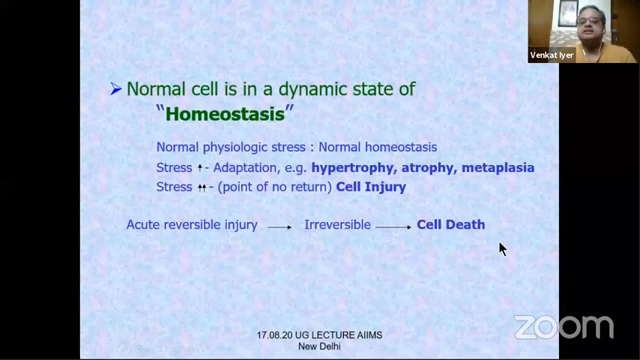 Venkat Iyer
➢ Normal cell is in a dynamic state of
“Homeostasis”
Normal physiologic stress : Normal homeostasis
Stress ↑ - Adaptation, e.g. hypertrophy, atrophy, metaplasia
Stress ↑↑ - (point of no return) Cell Injury
Acute reversible injury → Irreversible → Cell Death
17.08.20 UG LECTURE AIIMS
New Delhi
zoom